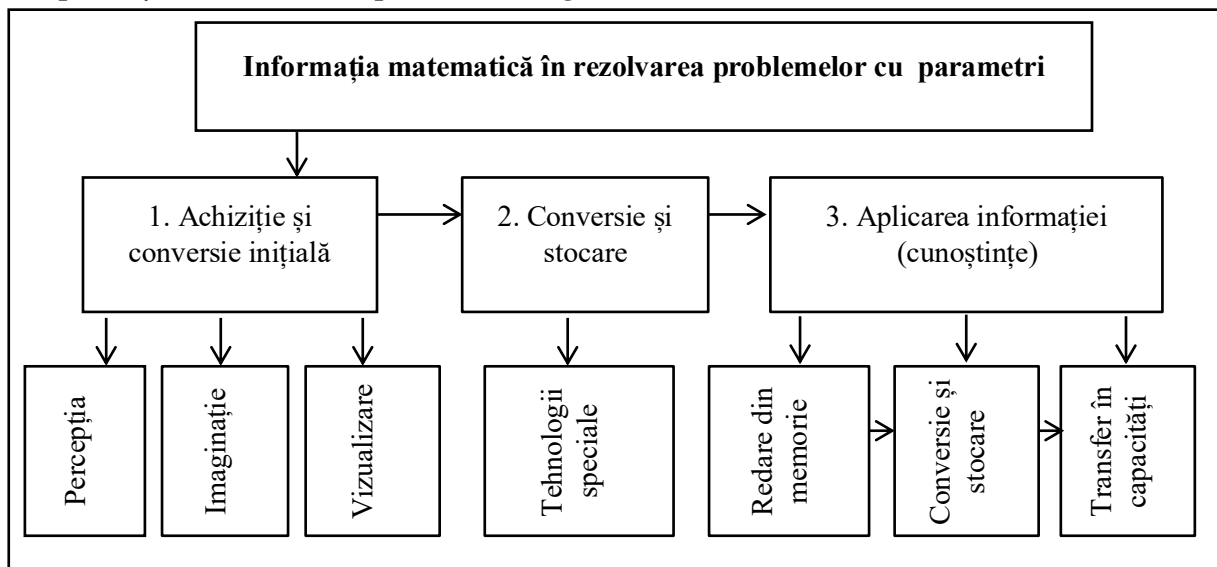 Informația matematică în rezolvarea problemelor cu parametri
1. Achiziție și
conversie inițială
2. Conversie și
stocare
3. Aplicarea informației
(cunoștințe)
Percepția
Imaginație
Vizualizare
Tehnologii
speciale
Redare din
memorie
Conversie și
stocare
Transfer în
capacități